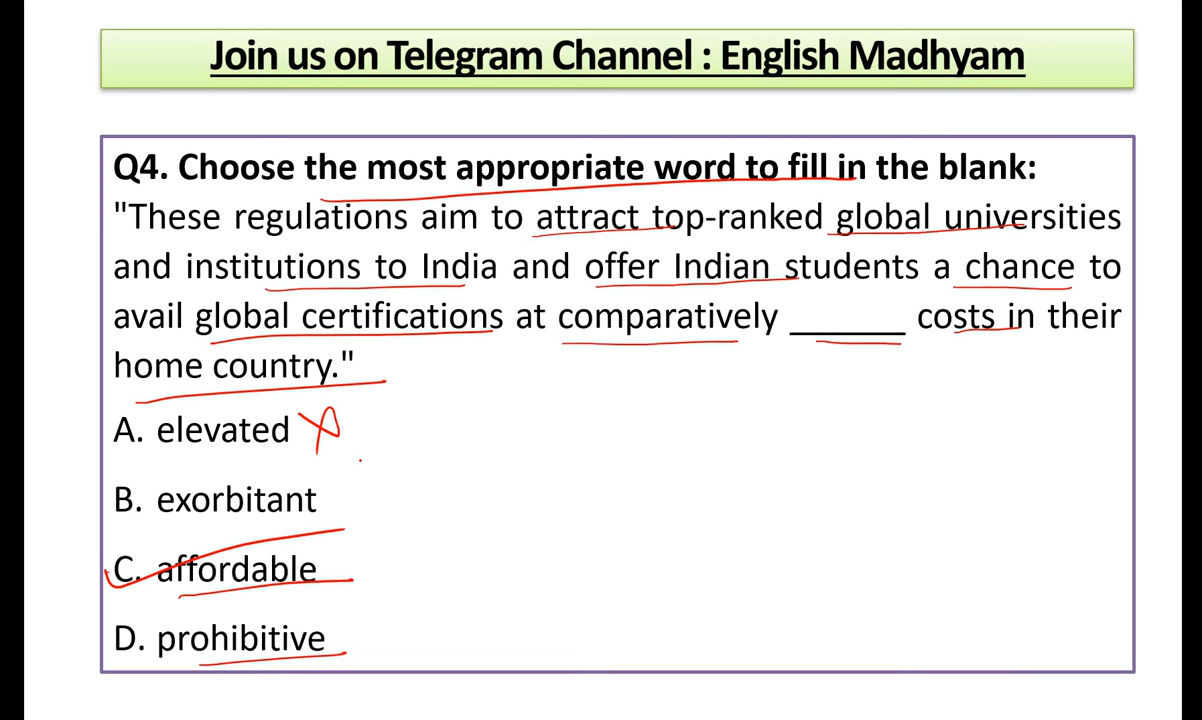 Join us on Telegram Channel : English Madhyam
Q4. Choose the most appropriate word to fill in the blank:
"These regulations aim to attract top-ranked global universities
and institutions to India and offer Indian students a chance to
avail global certifications at comparatively ______ costs in their
home country."
A. elevated
B. exorbitant
C. affordable
D. prohibitive